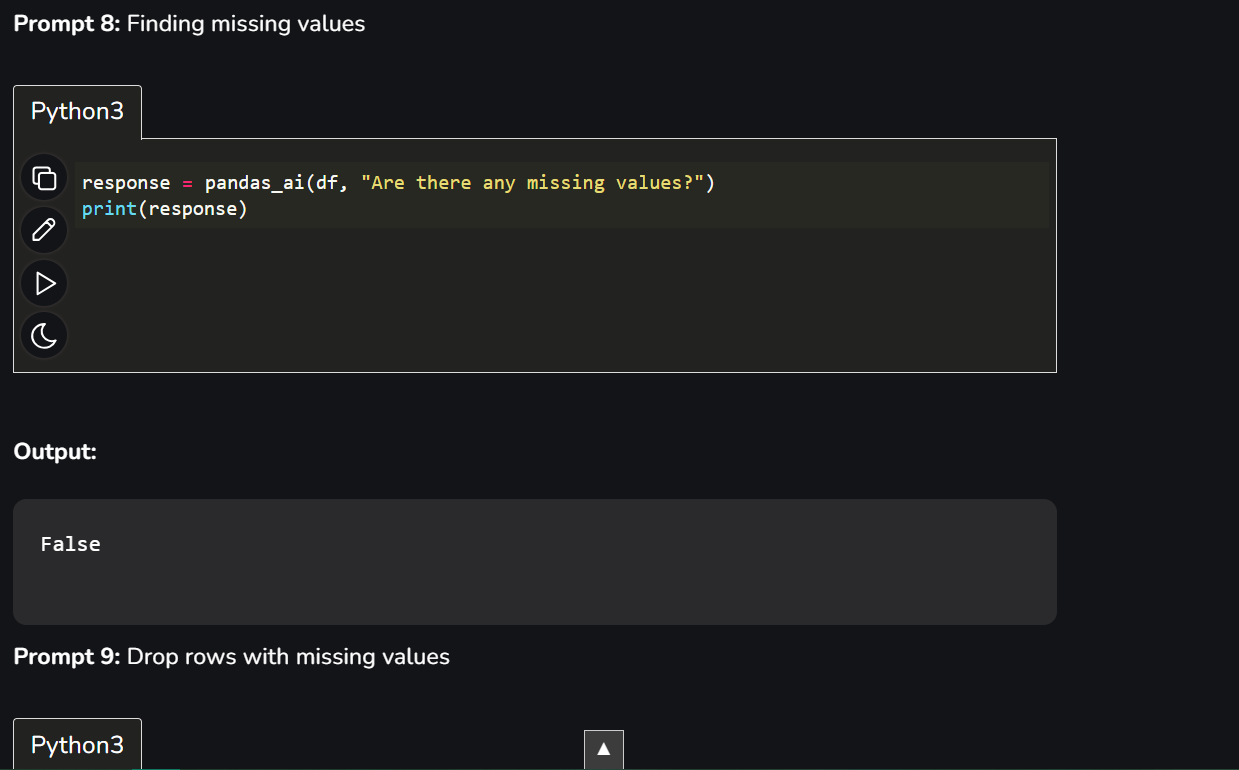 Prompt 8: Finding missing values
Python3
response = pandas_ai(df, "Are there any missing values?")
print(response)
Output:
False
Prompt 9: Drop rows with missing values
Python3